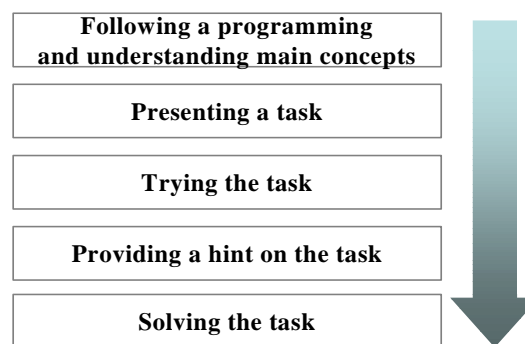 Following a programming
and understanding main concepts
Presenting a task
Trying the task
Providing a hint on the task
Solving the task